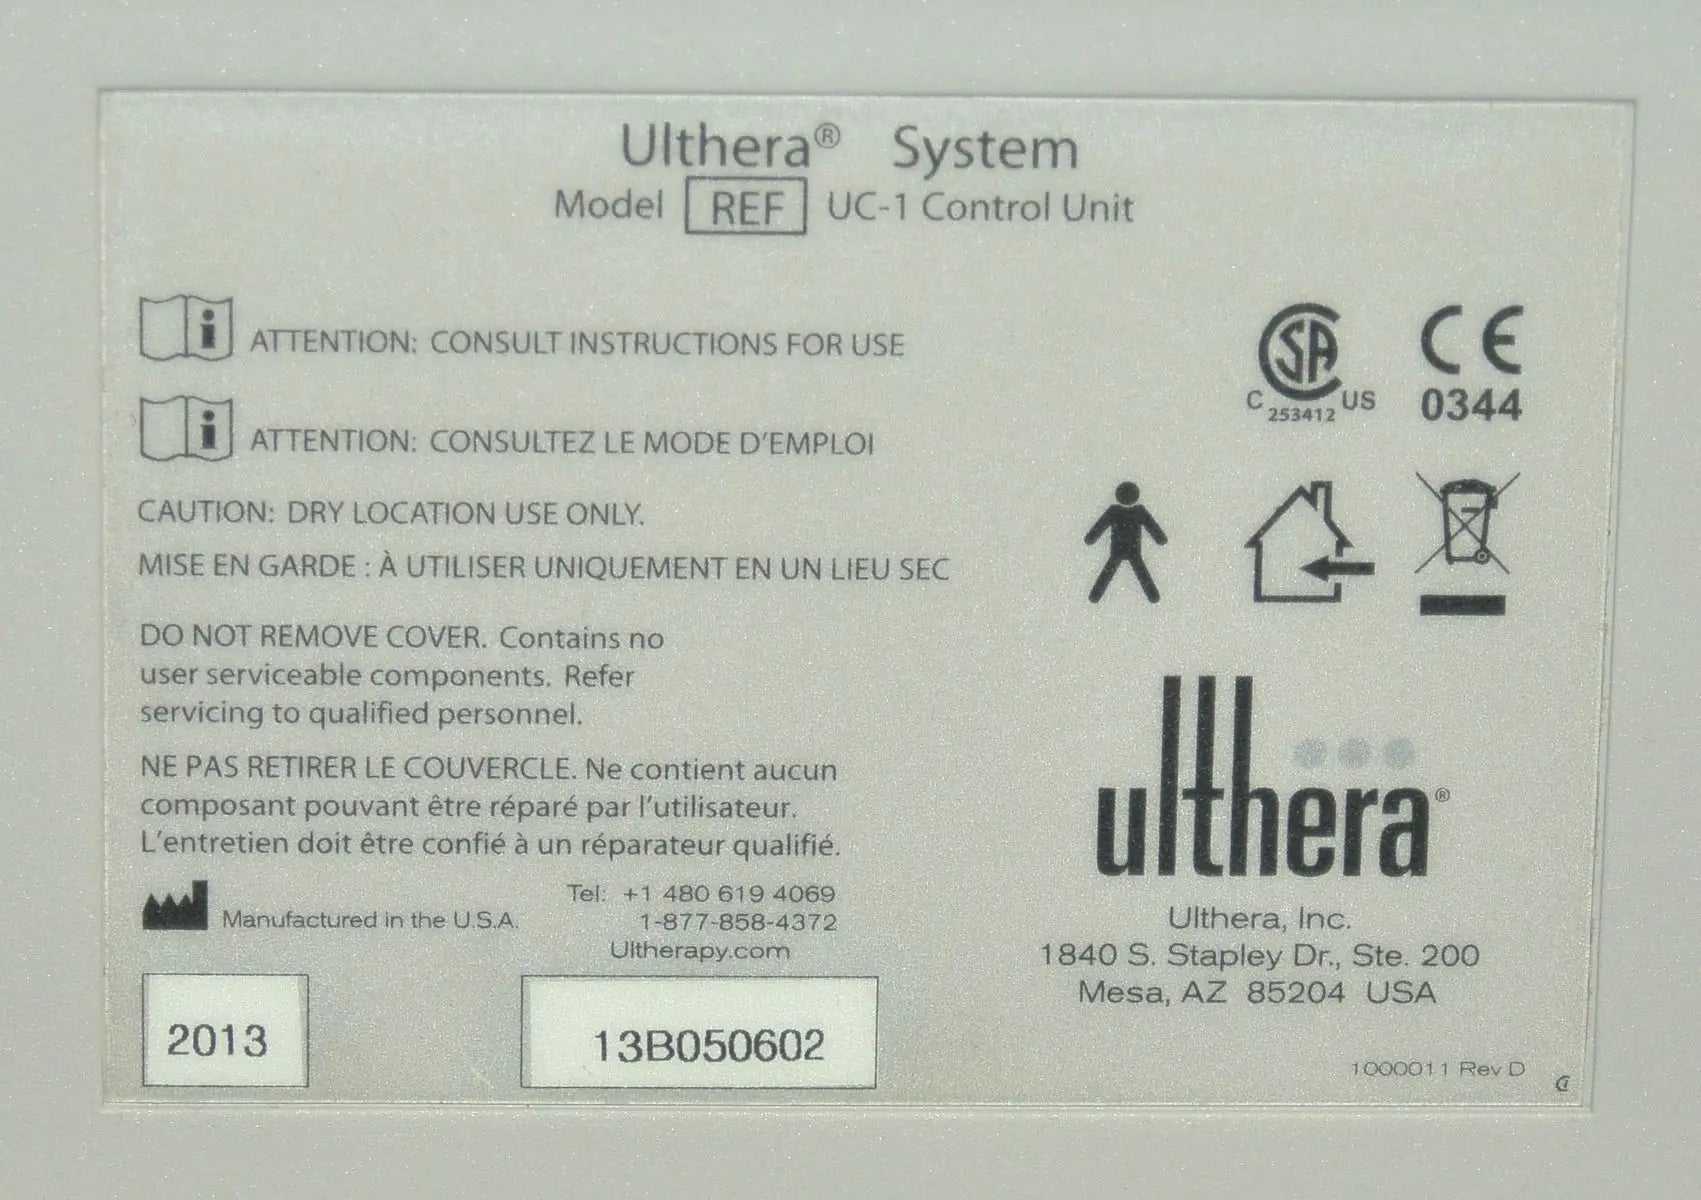 Ulthera® System
Model REF UC-1 Control Unit
ATTENTION: CONSULT INSTRUCTIONS FOR USE
ATTENTION: CONSULTEZ LE MODE D'EMPLOI
CAUTION: DRY LOCATION USE ONLY.
MISE EN GARDE : À UTILISER UNIQUEMENT EN UN LIEU SEC
DO NOT REMOVE COVER. Contains no
user serviceable components. Refer
servicing to qualified personnel.
NE PAS RETIRER LE COUVERCLE. Ne contient aucun
composant pouvant être réparé par l'utilisateur.
L'entretien doit être confié à un réparateur qualifié.
Manufactured in the U.S.A.
Tel: +1 480 619 4069
1-877-858-4372
Ultherapy.com
2013
13B050602
CSA
C US
253412
CE
0344
ulthera®
Ulthera, Inc.
1840 S. Stapley Dr., Ste. 200
Mesa, AZ 85204 USA
1000011 Rev D